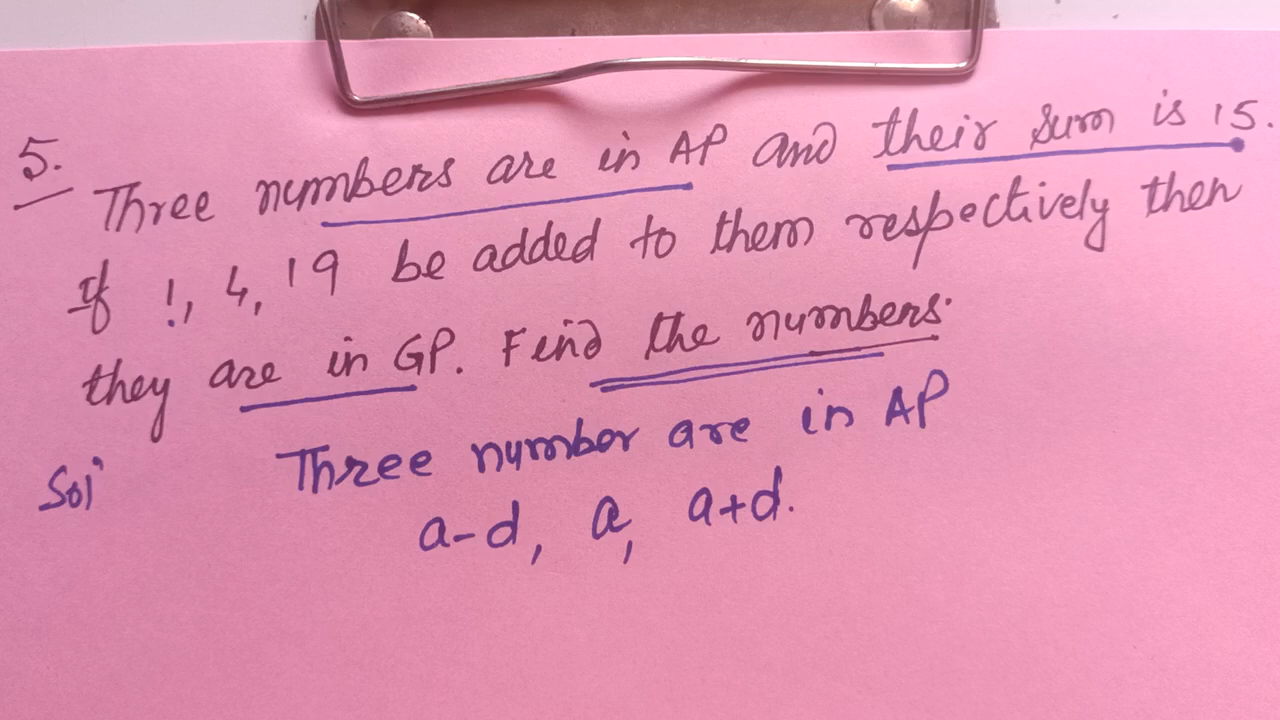 5.
Three numbers are in AP and their sum is 15.
If 1, 4, 19 be added to them respectively then
they are in GP. Find the numbers.
Sol
Three number are in AP
a-d, a, a+d.